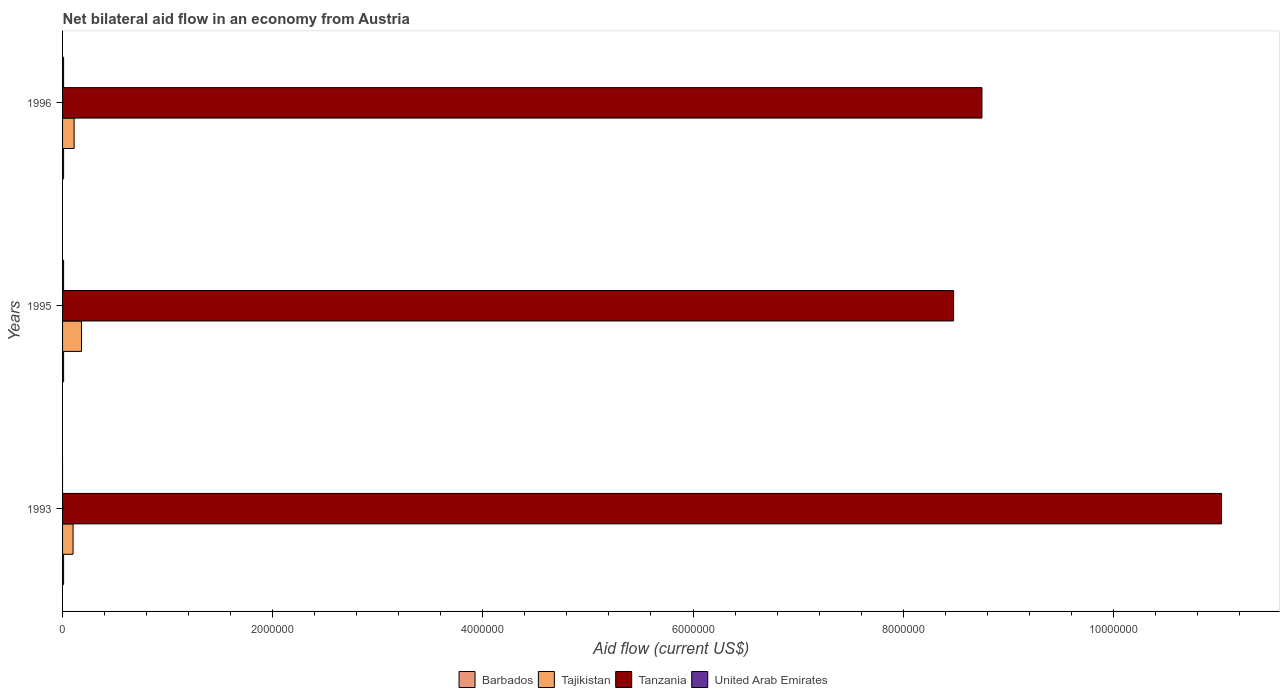 Net bilateral aid flow in an economy from Austria
Years
1996
1995
1993
0
2000000
4000000
6000000
8000000
10000000
Aid flow (current US$)
Barbados
Tajikistan
Tanzania
United Arab Emirates